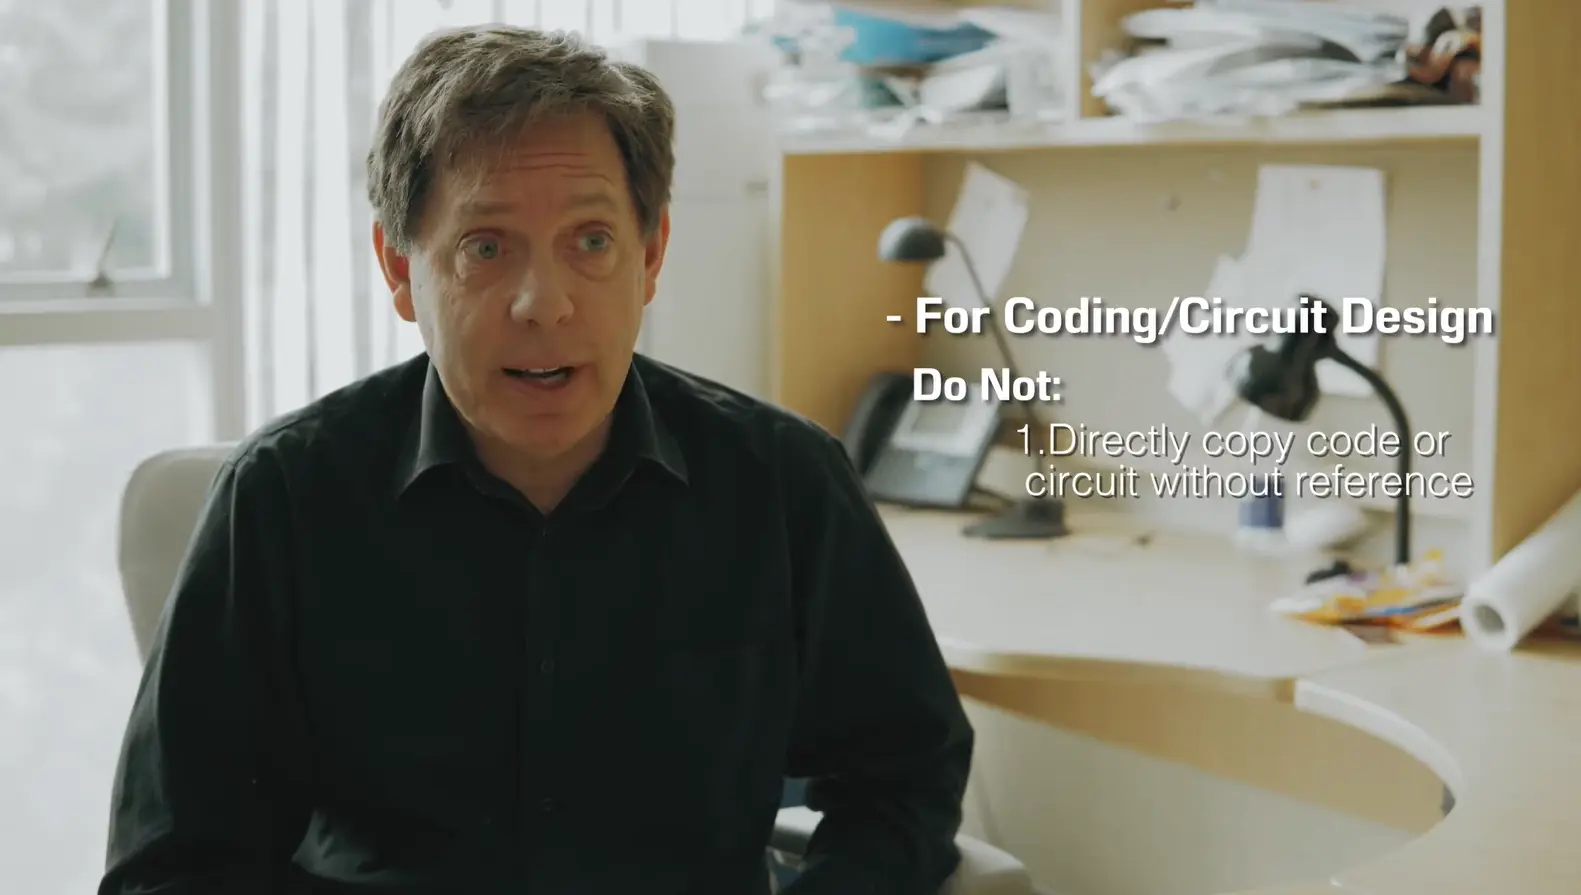 - For Coding/Circuit Design
Do Not:
1.Directly copy code or
circuit without reference